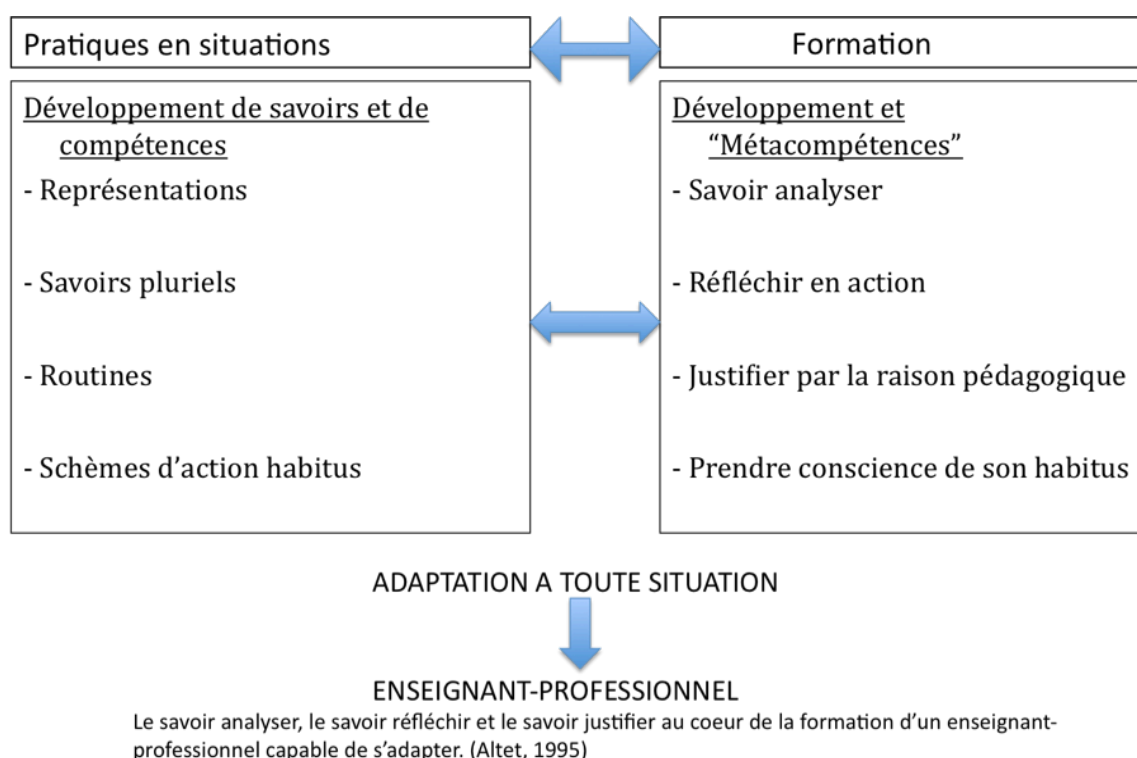 Pratiques en situations
Formation
Développement de savoirs et de
compétences
- Représentations
- Savoirs pluriels
- Routines
- Schèmes d’action habitus
Développement et
“Métacompétences”
- Savoir analyser
- Réfléchir en action
- Justifier par la raison pédagogique
- Prendre conscience de son habitus
ADAPTATION A TOUTE SITUATION
ENSEIGNANT-PROFESSIONNEL
Le savoir analyser, le savoir réfléchir et le savoir justifier au coeur de la formation d’un enseignant-
professionnel capable de s’adapter. (Altet, 1995)